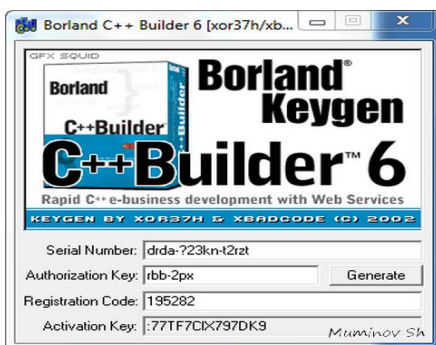 Borland C++ Builder 6 [xor37h/xb...
GFX SQUID
Borland
C++Builder
Borland®
Keygen
C++Builder™ 6
Rapid C++ e-business development with Web Services
KEYGEN BY XOR37H & XBADCODE (C) 2002
Serial Number: drda-?23kn-t2rzt
Authorization Key: rbb-2px Generate
Registration Code: 195282
Activation Key: :77TF7CIX797DK9
Muminov Sh